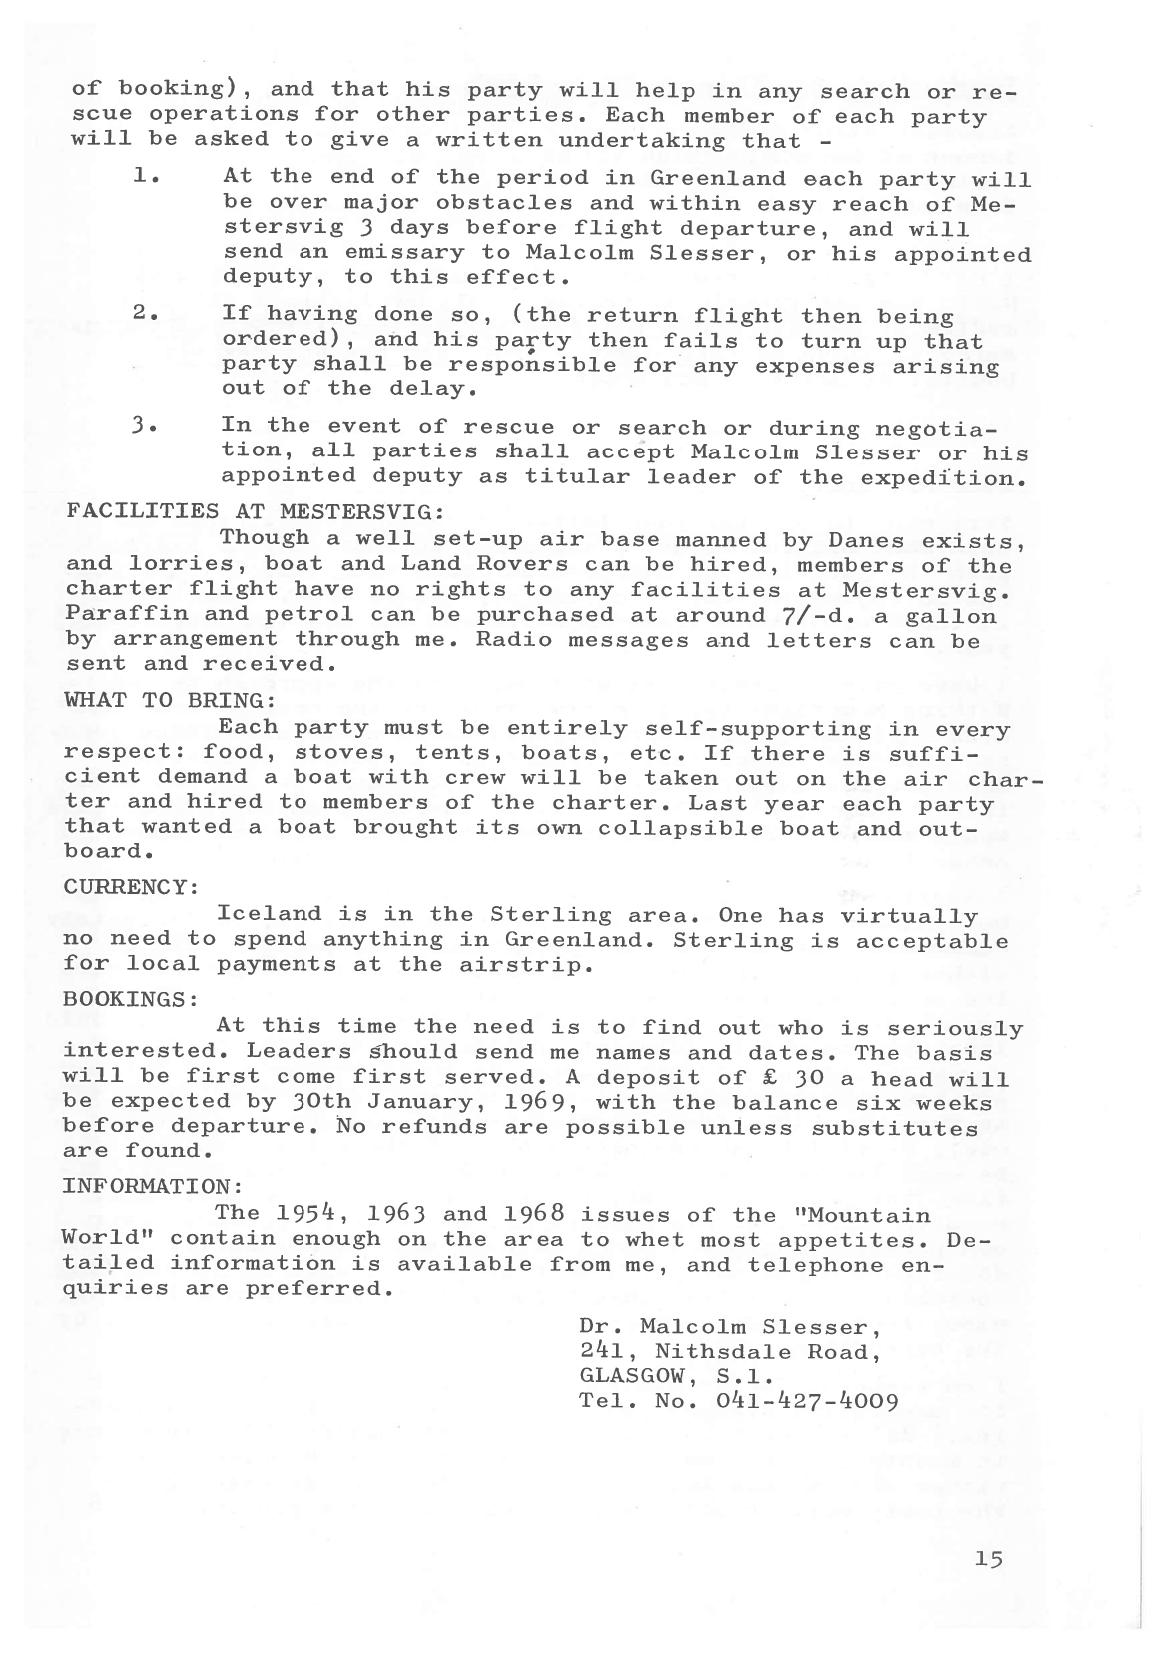 of booking), and that his party will help in any search or re-
scue operations for other parties. Each member of each party
will be asked to give a written undertaking that -
1. At the end of the period in Greenland each party will
be over major obstacles and within easy reach of Me-
stersvig 3 days before flight departure, and will
send an emissary to Malcolm Slesser, or his appointed
deputy, to this effect.
2. If having done so, (the return flight then being
ordered), and his party then fails to turn up that
party shall be responsible for any expenses arising
out of the delay.
3. In the event of rescue or search or during negotia-
tion, all parties shall accept Malcolm Slesser or his
appointed deputy as titular leader of the expedition.
FACILITIES AT MESTERSVIG:
Though a well set-up air base manned by Danes exists,
and lorries, boat and Land Rovers can be hired, members of the
charter flight have no rights to any facilities at Mestersvig.
Paraffin and petrol can be purchased at around 7/-d. a gallon
by arrangement through me. Radio messages and letters can be
sent and received.
WHAT TO BRING:
Each party must be entirely self-supporting in every
respect: food, stoves, tents, boats, etc. If there is suffi-
cient demand a boat with crew will be taken out on the air char-
ter and hired to members of the charter. Last year each party
that wanted a boat brought its own collapsible boat and out-
board.
CURRENCY:
Iceland is in the Sterling area. One has virtually
no need to spend anything in Greenland. Sterling is acceptable
for local payments at the airstrip.
BOOKINGS:
At this time the need is to find out who is seriously
interested. Leaders should send me names and dates. The basis
will be first come first served. A deposit of £ 30 a head will
be expected by 30th January, 1969, with the balance six weeks
before departure. No refunds are possible unless substitutes
are found.
INFORMATION:
The 1954, 1963 and 1968 issues of the "Mountain
World" contain enough on the area to whet most appetites. De-
tailed information is available from me, and telephone en-
quiries are preferred.
Dr. Malcolm Slesser,
241, Nithsdale Road,
GLASGOW, S.1.
Tel. No. 041-427-4009
15